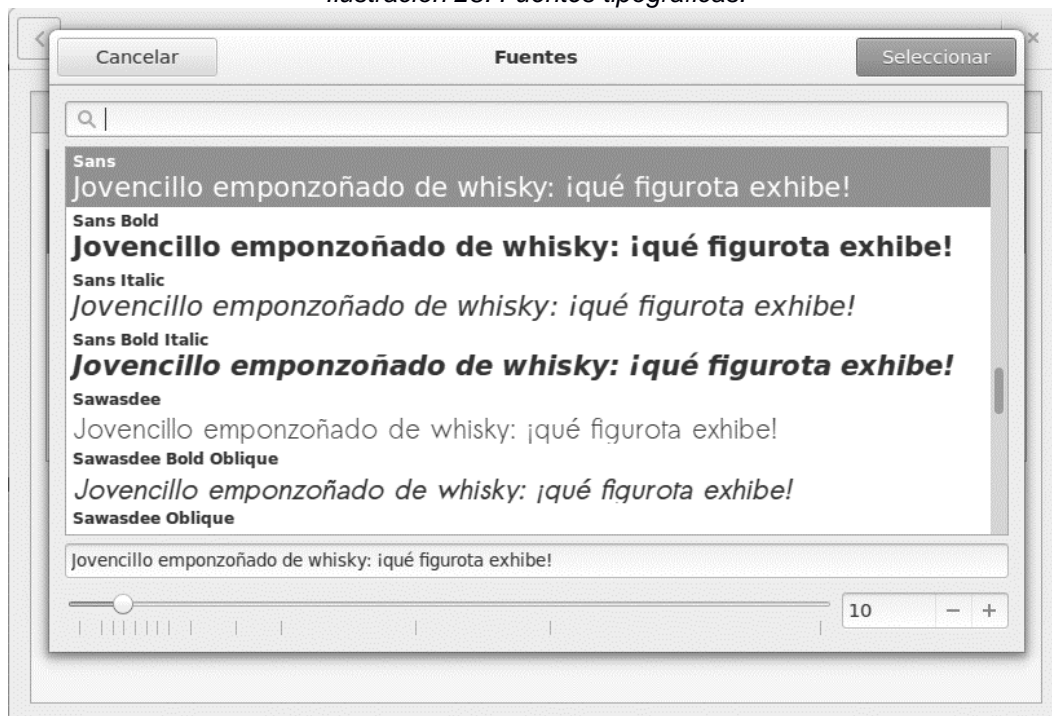 Ilustración 28. Fuentes tipográficas.
Cancelar
Fuentes
Seleccionar
Sans
Jovencillo emponzoñado de whisky: ¡qué figurota exhibe!
Sans Bold
Jovencillo emponzoñado de whisky: ¡qué figurota exhibe!
Sans Italic
Jovencillo emponzoñado de whisky: ¡qué figurota exhibe!
Sans Bold Italic
Jovencillo emponzoñado de whisky: ¡qué figurota exhibe!
Sawasdee
Jovencillo emponzoñado de whisky: ¡qué figurota exhibe!
Sawasdee Bold Oblique
Jovencillo emponzoñado de whisky: ¡qué figurota exhibe!
Sawasdee Oblique
Jovencillo emponzoñado de whisky: ¡qué figurota exhibe!
10